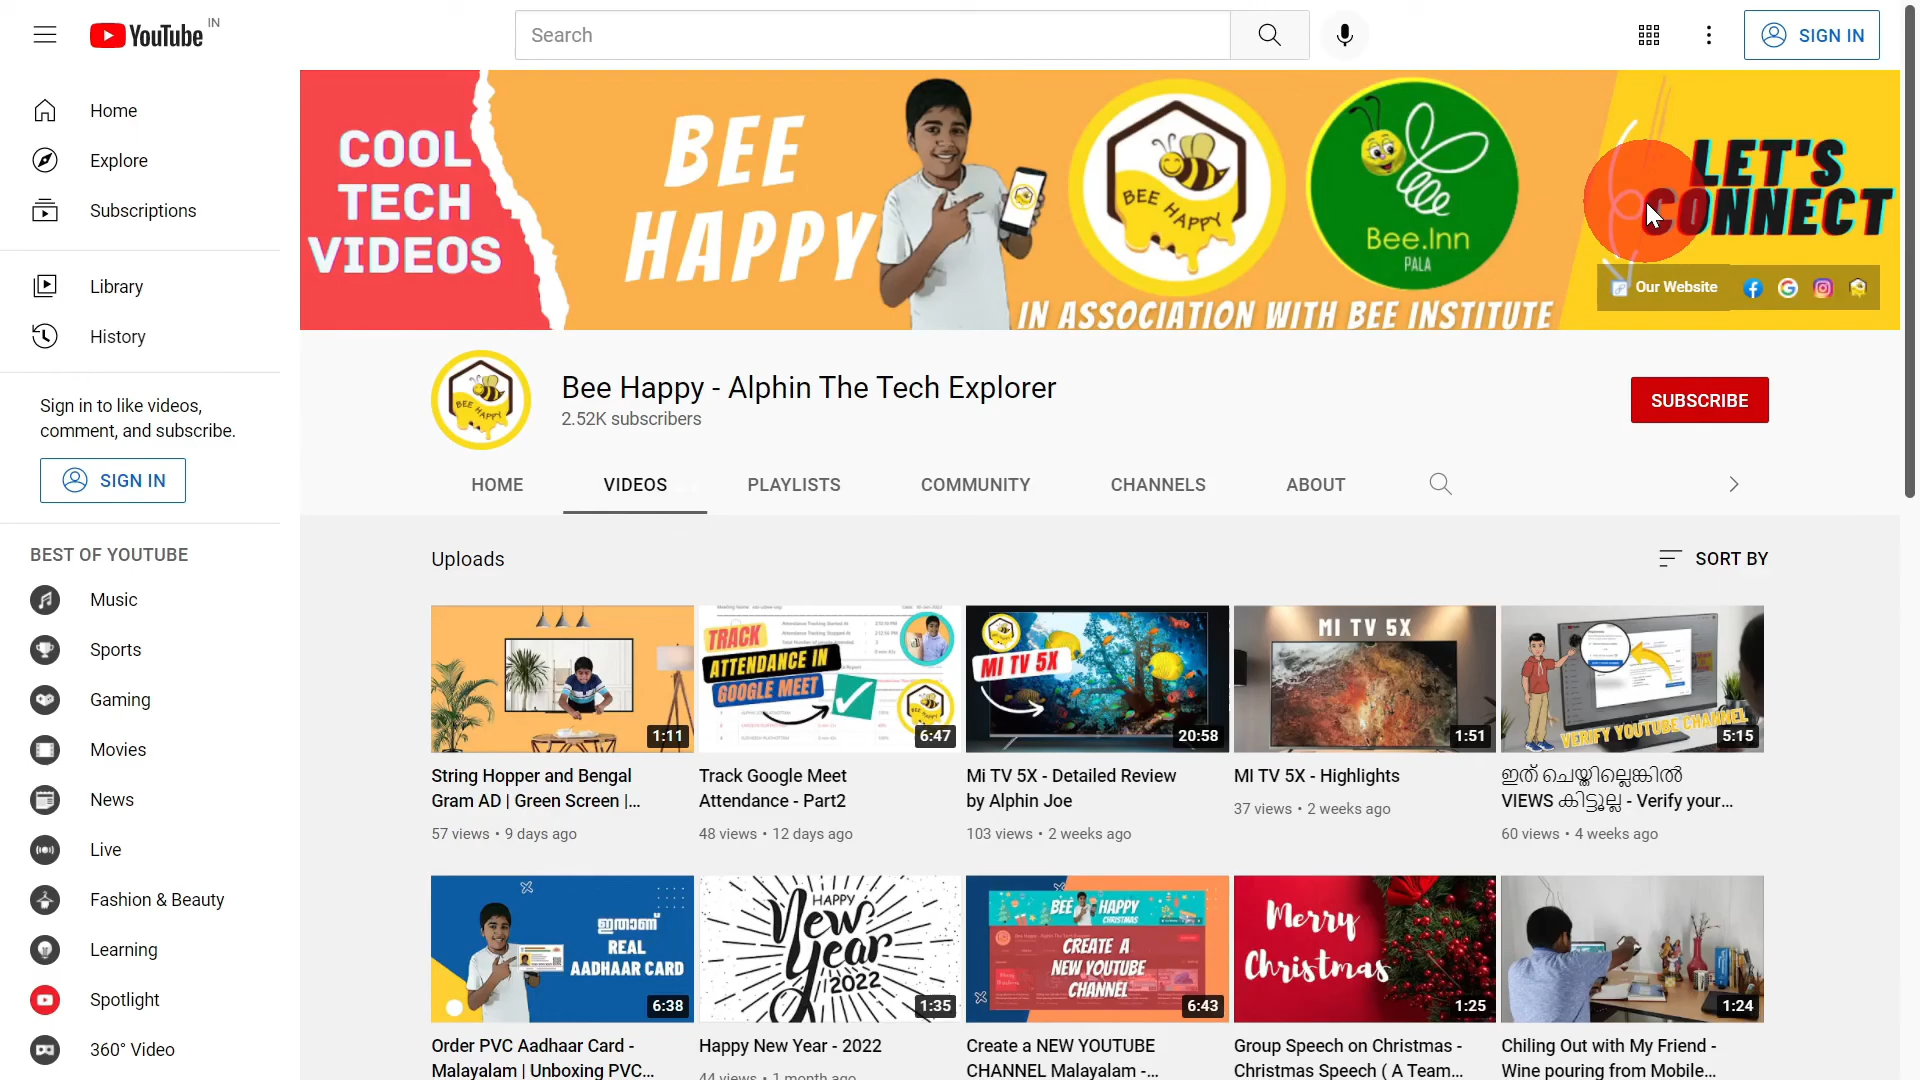 YouTube IN
Search
SIGN IN
Home
Explore
Subscriptions
Library
History
Sign in to like videos,
comment, and subscribe.
SIGN IN
BEST OF YOUTUBE
Music
Sports
Gaming
Movies
News
Live
Fashion & Beauty
Learning
Spotlight
360° Video
COOL
TECH
VIDEOS
BEE
HAPPY
BEE HAPPY
Bee.Inn
PALA
IN ASSOCIATION WITH BEE INSTITUTE
LET'S
CONNECT
Our Website
BEE HAPPY
Bee Happy - Alphin The Tech Explorer
2.52K subscribers
SUBSCRIBE
HOME
VIDEOS
PLAYLISTS
COMMUNITY
CHANNELS
ABOUT
Uploads
SORT BY
1:11
String Hopper and Bengal
Gram AD | Green Screen |...
57 views • 9 days ago
TRACK
ATTENDANCE IN
GOOGLE MEET
6:47
Track Google Meet
Attendance - Part2
48 views • 12 days ago
MI TV 5X
20:58
Mi TV 5X - Detailed Review
by Alphin Joe
103 views • 2 weeks ago
MI TV 5X
1:51
MI TV 5X - Highlights
37 views • 2 weeks ago
VERIFY YOUTUBE CHANNEL
5:15
ഇത് ചെയ്തില്ലെങ്കിൽ
VIEWS കിട്ടൂല്ല - Verify your...
60 views • 4 weeks ago
ഇതാണ്
REAL
AADHAAR CARD
6:38
Order PVC Aadhaar Card -
Malayalam | Unboxing PVC...
HAPPY
New
Year
2022
1:35
Happy New Year - 2022
44 views • 1 month ago
BEE HAPPY
CHRISTMAS
CREATE A
NEW YOUTUBE
CHANNEL
6:43
Create a NEW YOUTUBE
CHANNEL Malayalam -...
Merry
Christmas
1:25
Group Speech on Christmas -
Christmas Speech ( A Team...
1:24
Chiling Out with My Friend -
Wine pouring from Mobile...